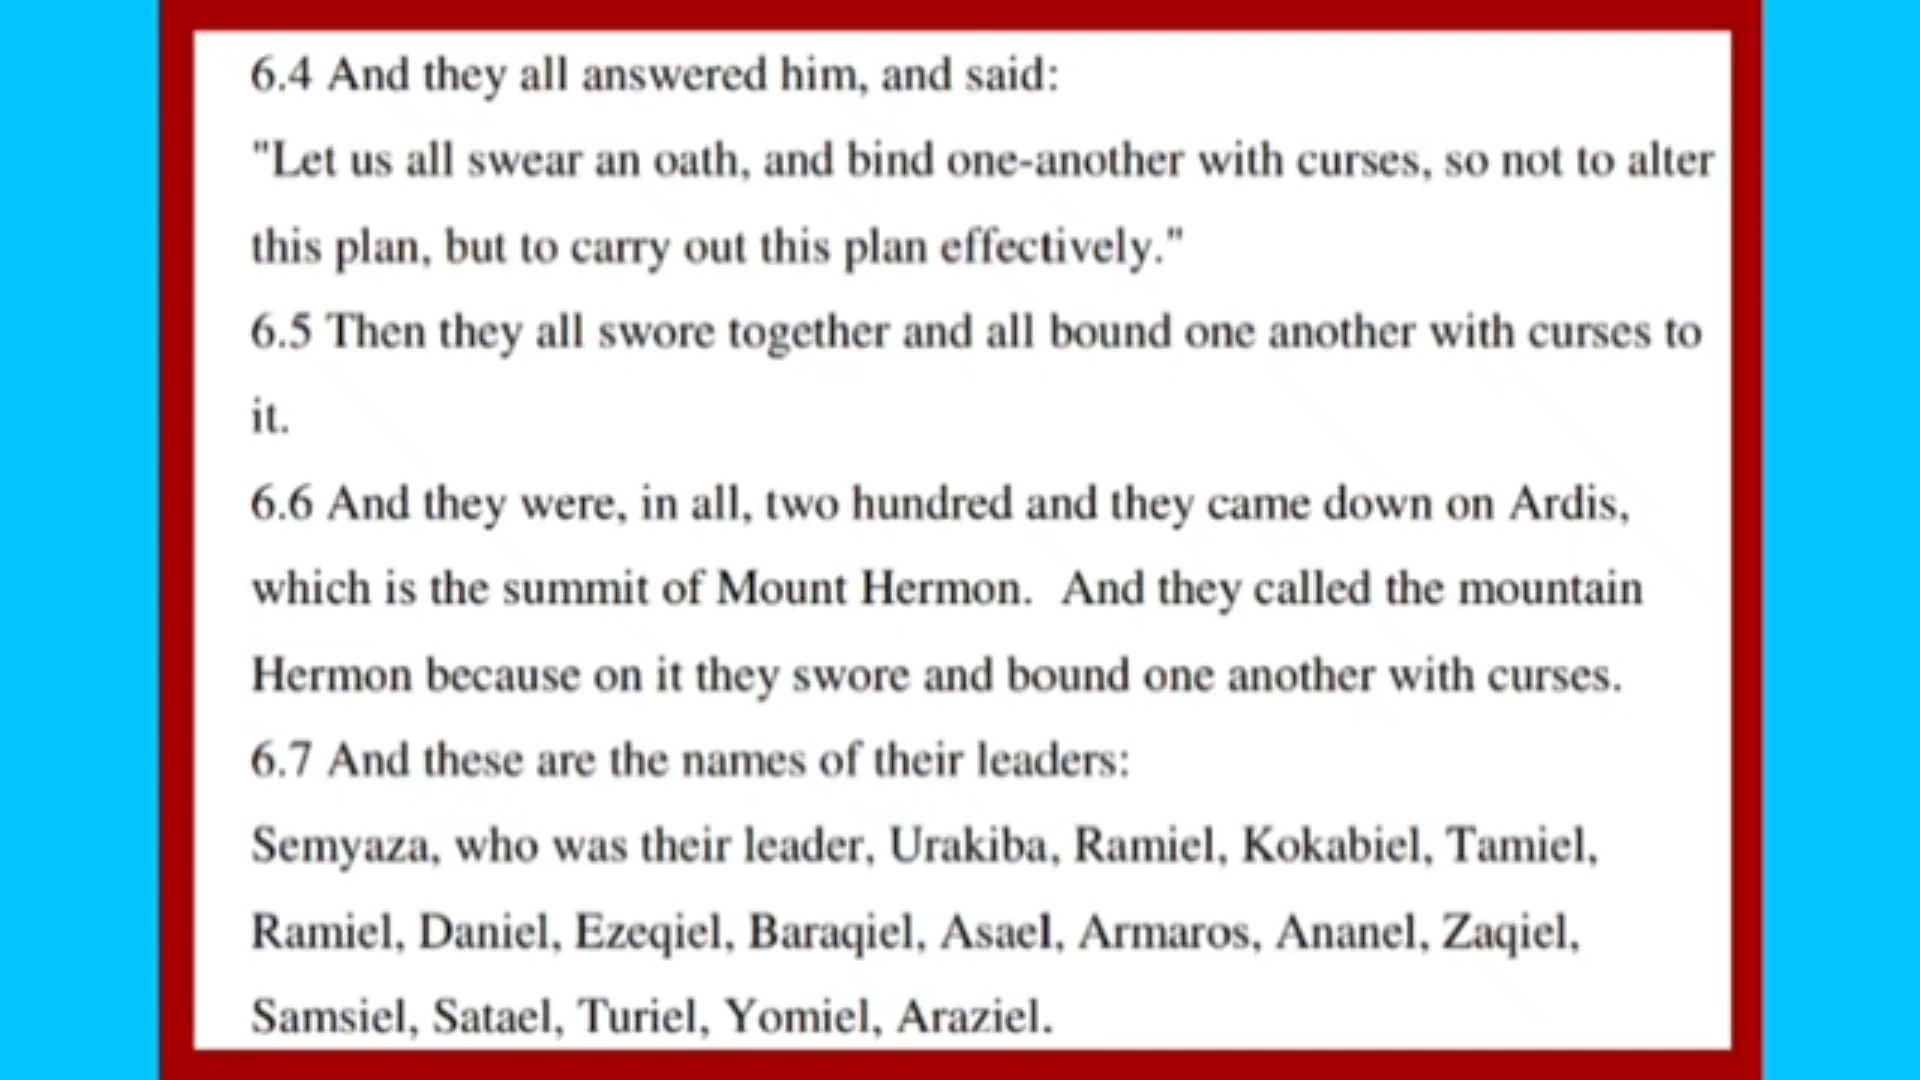 6.4 And they all answered him, and said:
"Let us all swear an oath, and bind one-another with curses, so not to alter
this plan, but to carry out this plan effectively."
6.5 Then they all swore together and all bound one another with curses to
it.
6.6 And they were, in all, two hundred and they came down on Ardis,
which is the summit of Mount Hermon.  And they called the mountain
Hermon because on it they swore and bound one another with curses.
6.7 And these are the names of their leaders:
Semyaza, who was their leader, Urakiba, Ramiel, Kokabiel, Tamiel,
Ramiel, Daniel, Ezeqiel, Baraqiel, Asael, Armaros, Ananel, Zaqiel,
Samsiel, Satael, Turiel, Yomiel, Araziel.